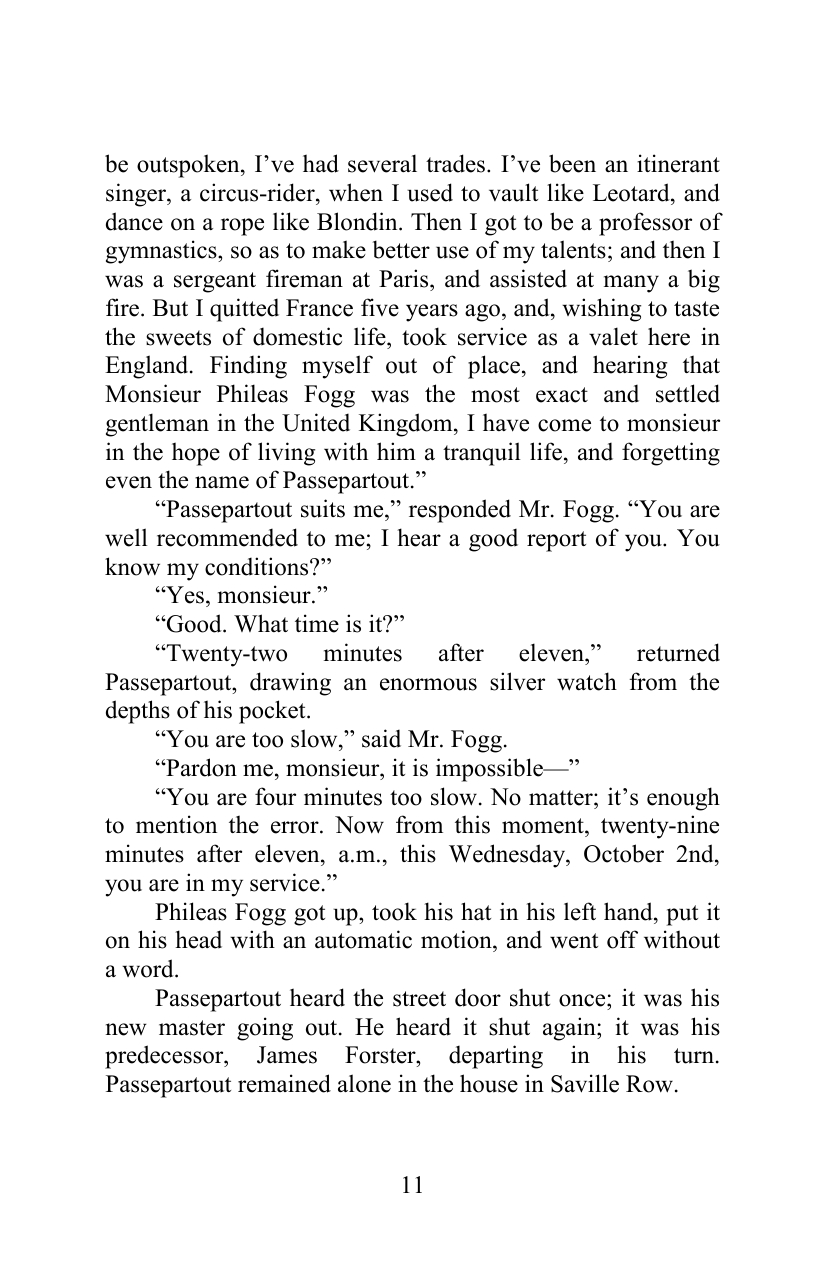 be outspoken, I’ve had several trades. I’ve been an itinerant
singer, a circus-rider, when I used to vault like Leotard, and
dance on a rope like Blondin. Then I got to be a professor of
gymnastics, so as to make better use of my talents; and then I
was a sergeant fireman at Paris, and assisted at many a big
fire. But I quitted France five years ago, and, wishing to taste
the sweets of domestic life, took service as a valet here in
England. Finding myself out of place, and hearing that
Monsieur Phileas Fogg was the most exact and settled
gentleman in the United Kingdom, I have come to monsieur
in the hope of living with him a tranquil life, and forgetting
even the name of Passepartout.”
“Passepartout suits me,” responded Mr. Fogg. “You are
well recommended to me; I hear a good report of you. You
know my conditions?”
“Yes, monsieur.”
“Good. What time is it?”
“Twenty-two minutes after eleven,” returned
Passepartout, drawing an enormous silver watch from the
depths of his pocket.
“You are too slow,” said Mr. Fogg.
“Pardon me, monsieur, it is impossible—”
“You are four minutes too slow. No matter; it’s enough
to mention the error. Now from this moment, twenty-nine
minutes after eleven, a.m., this Wednesday, October 2nd,
you are in my service.”
Phileas Fogg got up, took his hat in his left hand, put it
on his head with an automatic motion, and went off without
a word.
Passepartout heard the street door shut once; it was his
new master going out. He heard it shut again; it was his
predecessor, James Forster, departing in his turn.
Passepartout remained alone in the house in Saville Row.
11